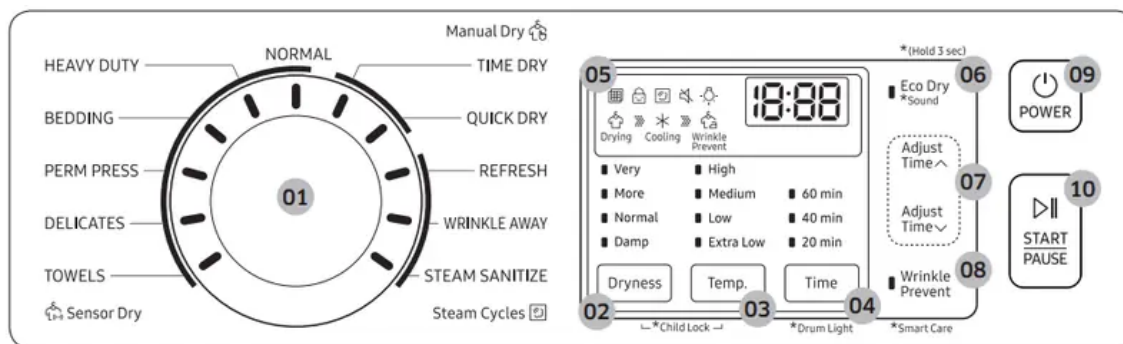 Manual Dry
NORMAL
HEAVY DUTY
TIME DRY
BEDDING
QUICK DRY
PERM PRESS
REFRESH
DELICATES
WRINKLE AWAY
TOWELS
STEAM SANITIZE
Sensor Dry
Steam Cycles
01
05
18:88
Drying
Cooling
Wrinkle
Prevent
Very
More
Normal
Damp
High
Medium
Low
Extra Low
60 min
40 min
20 min
Dryness
Temp.
Time
02
03
04
*Child Lock
*Drum Light
*Smart Care
*(Hold 3 sec)
06
Eco Dry
*Sound
Adjust
Time
07
Adjust
Time
08
Wrinkle
Prevent
09
POWER
10
START
PAUSE